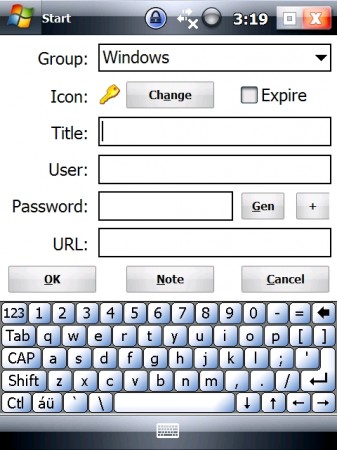 Start 3:19
Group: Windows
Icon: Change Expire
Title:
User:
Password: Gen +
URL:
OK Note Cancel
123 1 2 3 4 5 6 7 8 9 0 - =
Tab q w e r t y u i o p [ ]
CAP a s d f g h j k l ; '
Shift z x c v b n m , . /
Ctl áü ` \